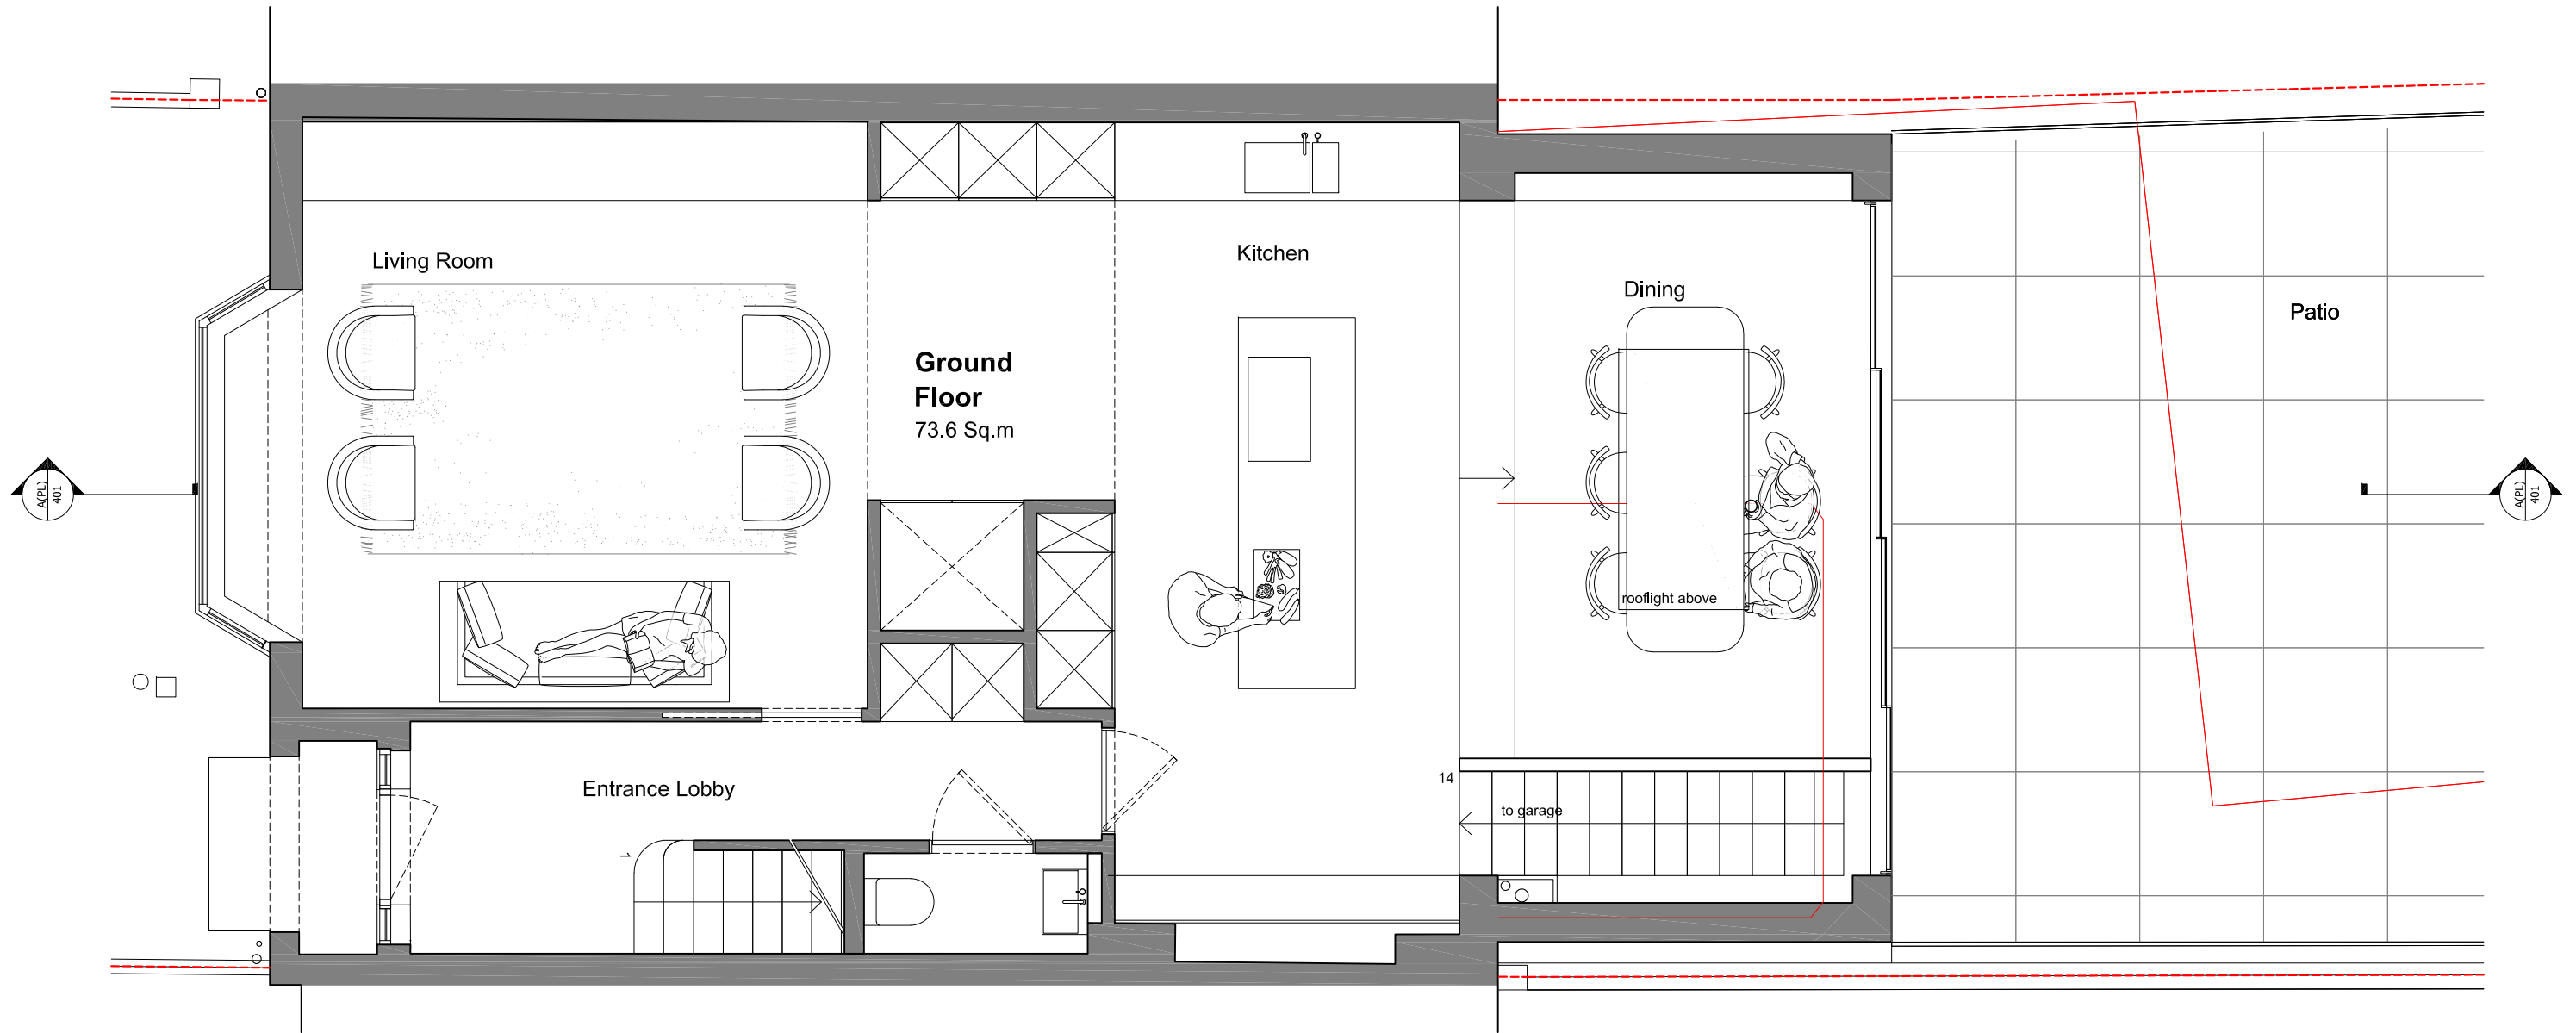 Living Room
Kitchen
Dining
Patio
Ground
Floor
73.6 Sq.m
A(PL)
401
A(PL)
401
rooflight above
14
Entrance Lobby
to garage
1